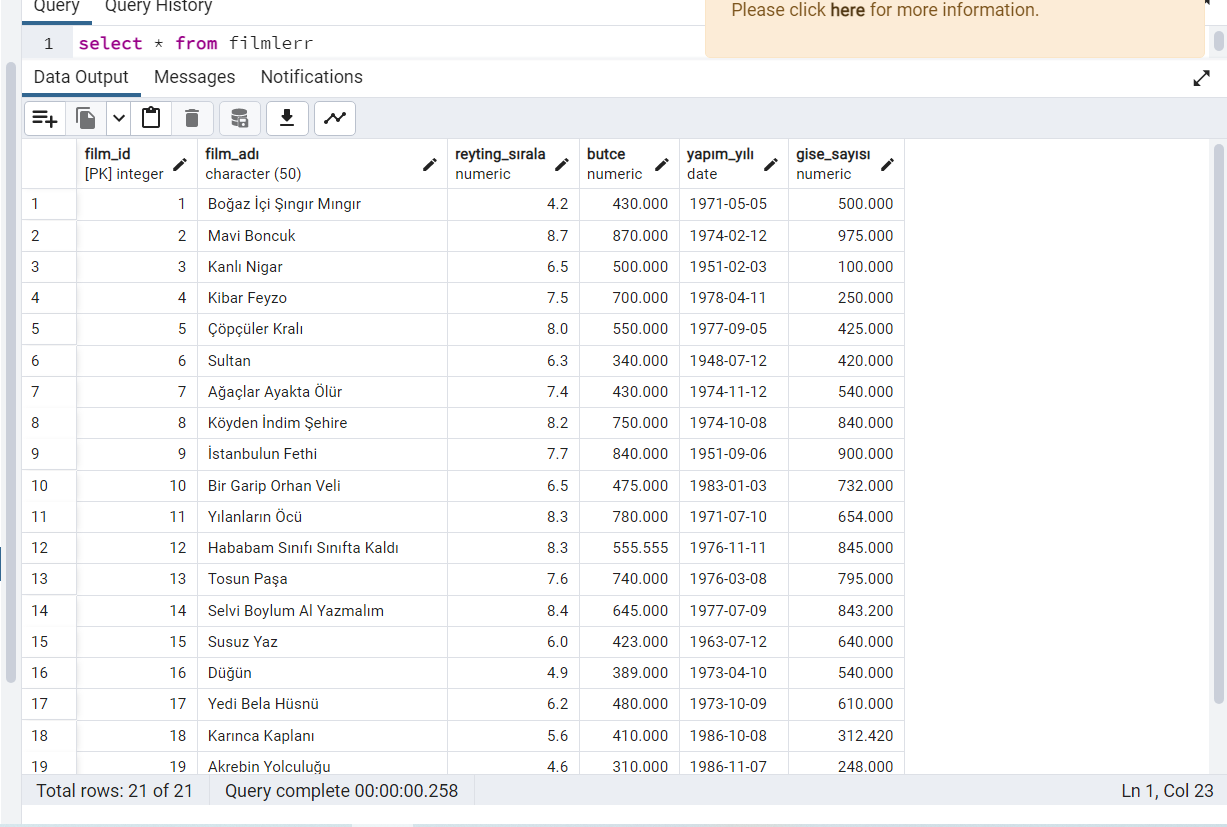 Query Query History
Please click here for more information.
1 select * from filmlerr
Data Output Messages Notifications
film_id film_adı reyting_sırala butce yapım_yılı gise_sayısı
[PK] integer character (50) numeric numeric date numeric
1 1 Boğaz İçi Şıngır Mıngır 4.2 430.000 1971-05-05 500.000
2 2 Mavi Boncuk 8.7 870.000 1974-02-12 975.000
3 3 Kanlı Nigar 6.5 500.000 1951-02-03 100.000
4 4 Kibar Feyzo 7.5 700.000 1978-04-11 250.000
5 5 Çöpçüler Kralı 8.0 550.000 1977-09-05 425.000
6 6 Sultan 6.3 340.000 1948-07-12 420.000
7 7 Ağaçlar Ayakta Ölür 7.4 430.000 1974-11-12 540.000
8 8 Köyden İndim Şehire 8.2 750.000 1974-10-08 840.000
9 9 İstanbulun Fethi 7.7 840.000 1951-09-06 900.000
10 10 Bir Garip Orhan Veli 6.5 475.000 1983-01-03 732.000
11 11 Yılanların Öcü 8.3 780.000 1971-07-10 654.000
12 12 Hababam Sınıfı Sınıfta Kaldı 8.3 555.555 1976-11-11 845.000
13 13 Tosun Paşa 7.6 740.000 1976-03-08 795.000
14 14 Selvi Boylum Al Yazmalım 8.4 645.000 1977-07-09 843.200
15 15 Susuz Yaz 6.0 423.000 1963-07-12 640.000
16 16 Düğün 4.9 389.000 1973-04-10 540.000
17 17 Yedi Bela Hüsnü 6.2 480.000 1973-10-09 610.000
18 18 Karınca Kaplanı 5.6 410.000 1986-10-08 312.420
19 19 Akrebin Yolculuğu 4.6 310.000 1986-11-07 248.000
Total rows: 21 of 21 Query complete 00:00:00.258 Ln 1, Col 23